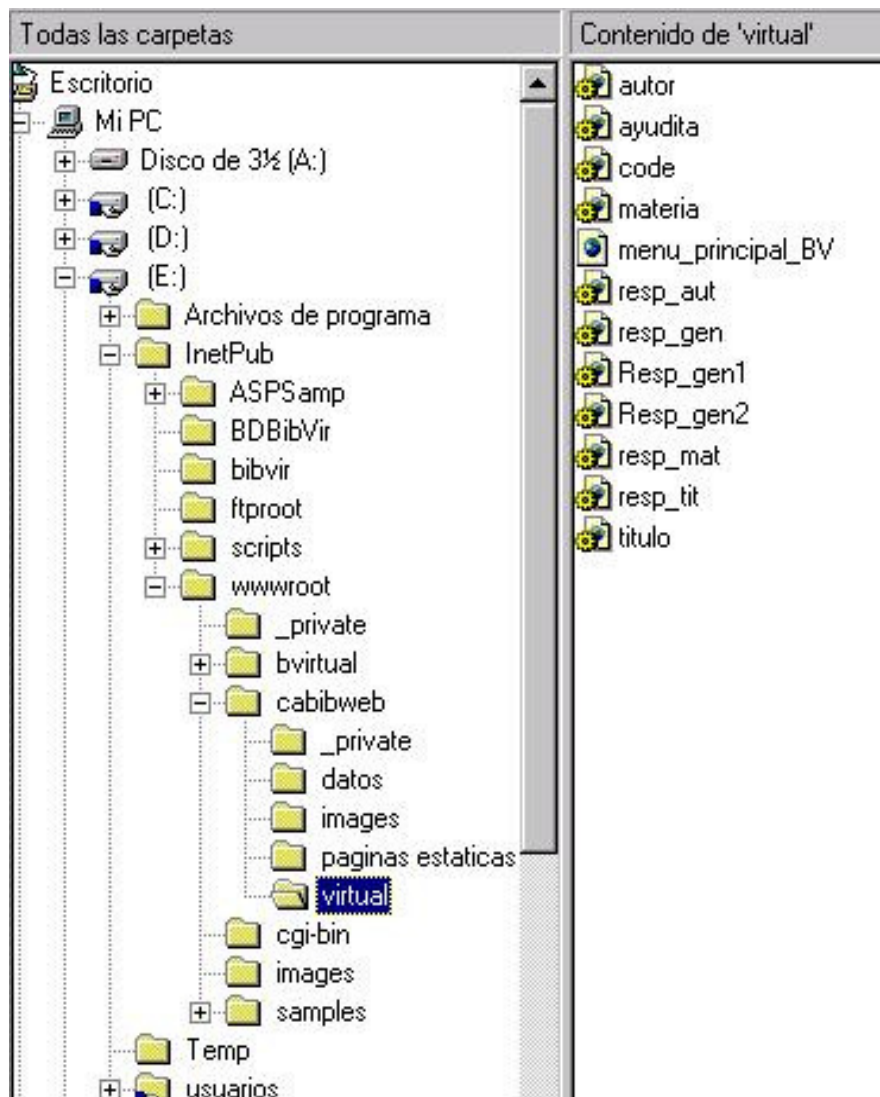 Todas las carpetas
Escritorio
Mi PC
Disco de 3½ (A:)
(C:)
(D:)
(E:)
Archivos de programa
InetPub
ASPSamp
BDBibVir
bibvir
ftproot
scripts
wwwroot
_private
bvirtual
cabibweb
_private
datos
images
paginas estaticas
virtual
cgi-bin
images
samples
Temp
usuarios
Contenido de 'virtual'
autor
ayudita
code
materia
menu_principal_BV
resp_aut
resp_gen
Resp_gen1
Resp_gen2
resp_mat
resp_tit
titulo